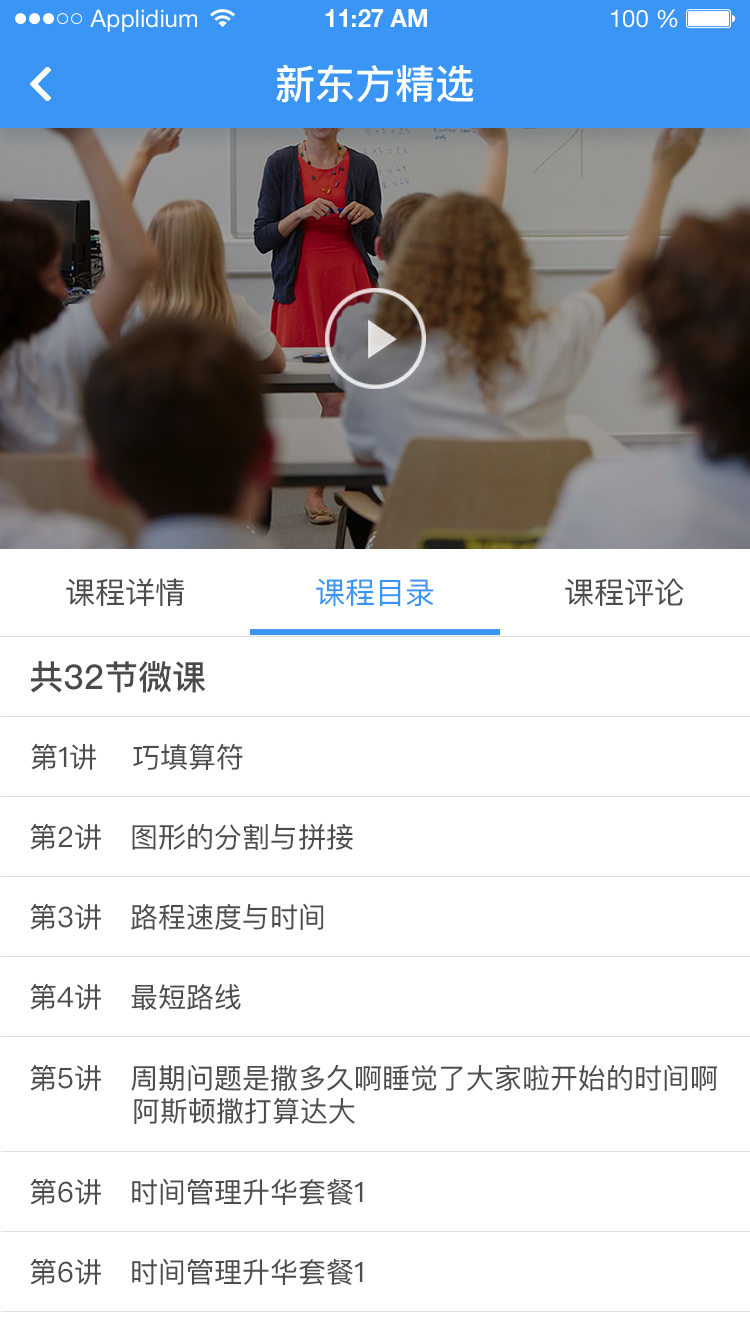 Applidium 11:27 AM 100 %
新东方精选
课程详情 课程目录 课程评论
共32节微课
第1讲 巧填算符
第2讲 图形的分割与拼接
第3讲 路程速度与时间
第4讲 最短路线
第5讲 周期问题是撒多久啊睡觉了大家啦开始的时间啊
阿斯顿撒打算达大
第6讲 时间管理升华套餐1
第6讲 时间管理升华套餐1